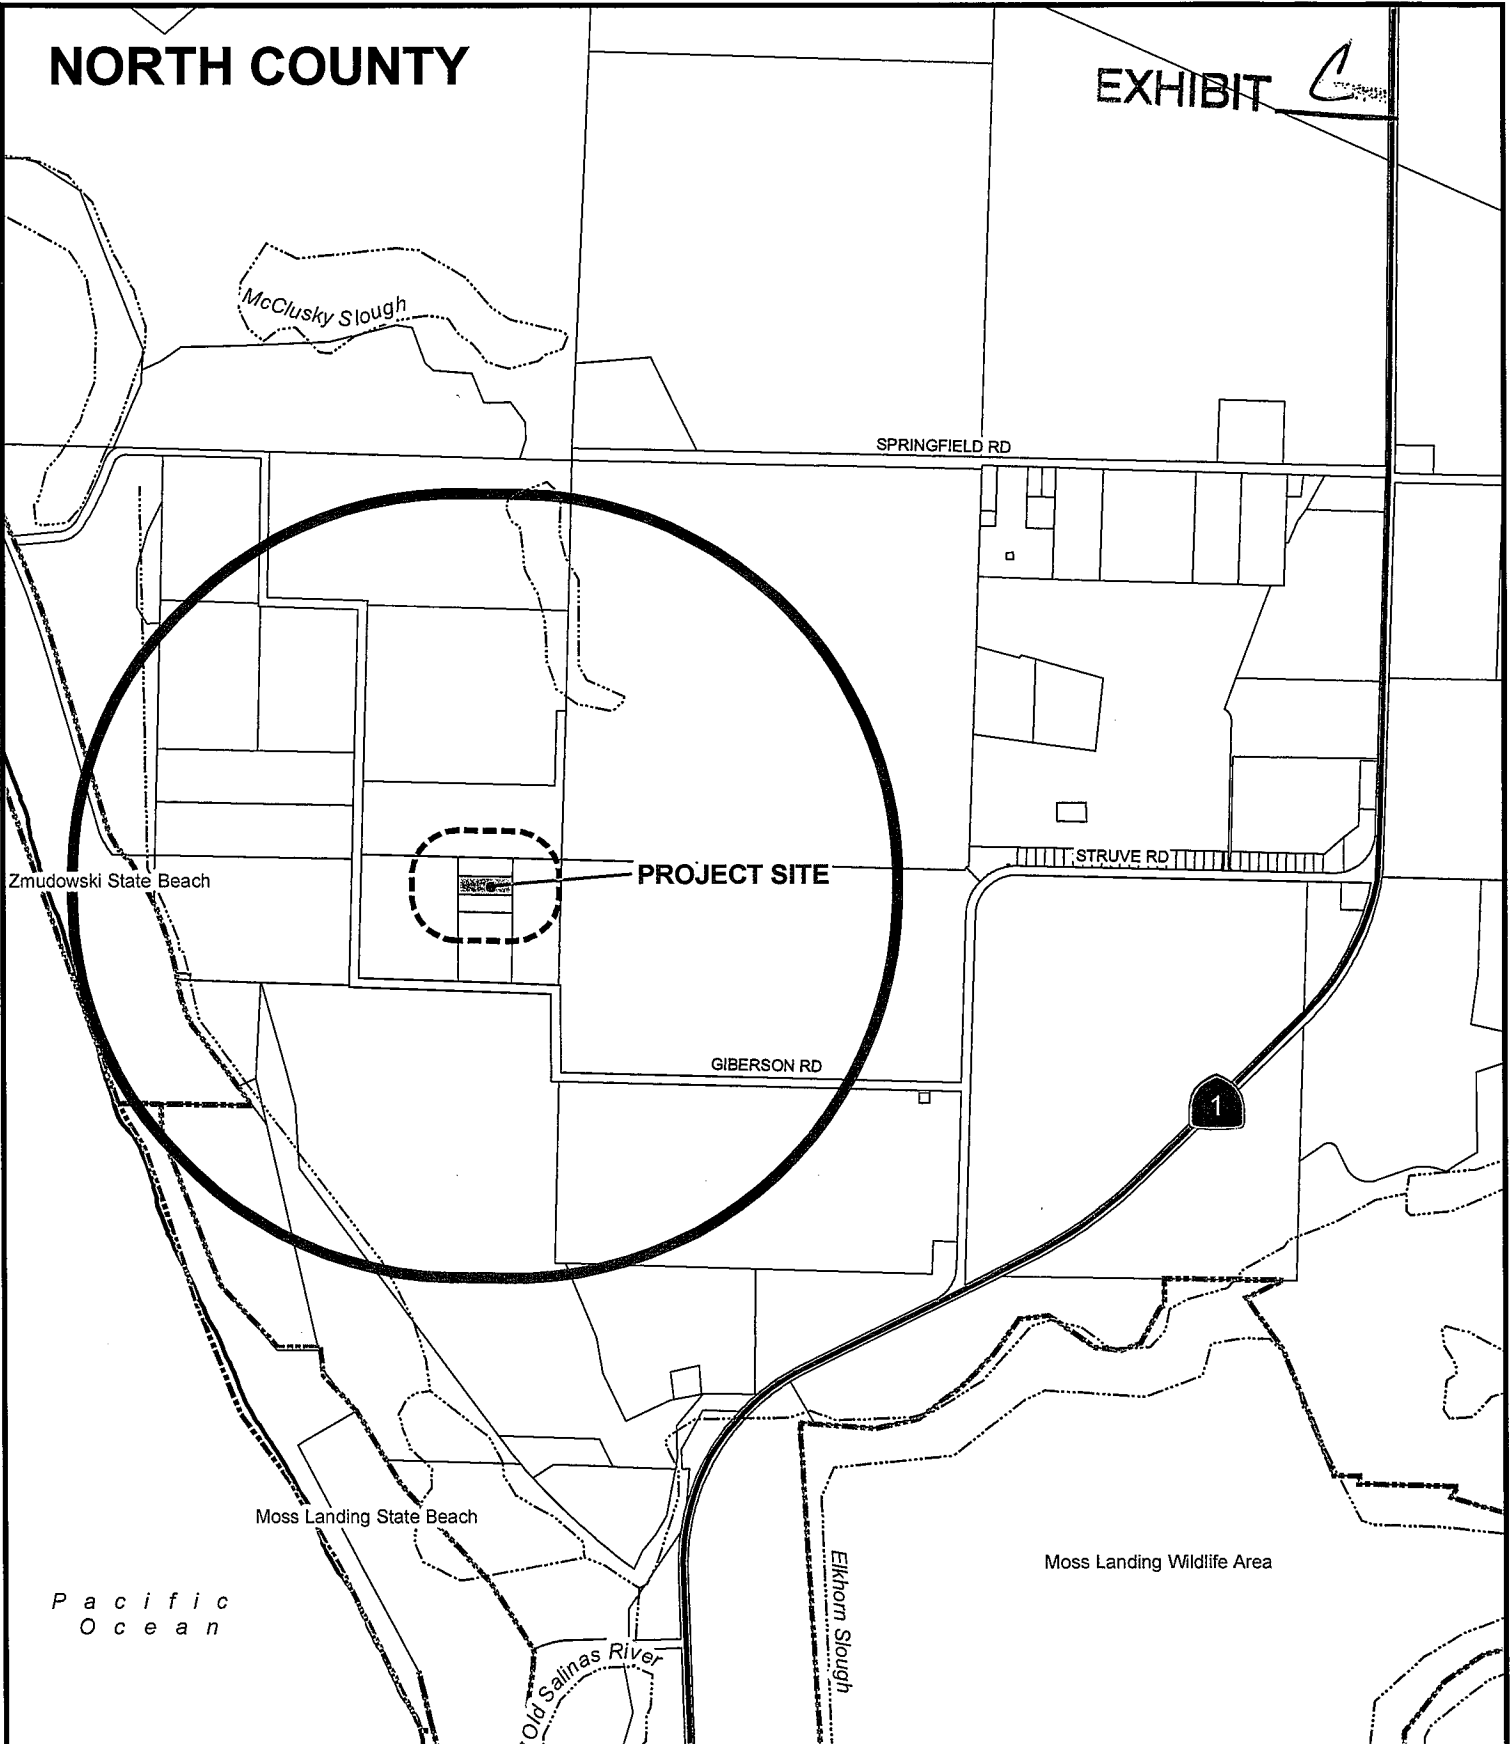 NORTH COUNTY
EXHIBIT C
McClusky Slough
SPRINGFIELD RD
STRUVE RD
PROJECT SITE
Zmudowski State Beach
GIBERSON RD
1
Moss Landing State Beach
Moss Landing Wildlife Area
Elkhorn Slough
Pacific
Ocean
Old Salinas River